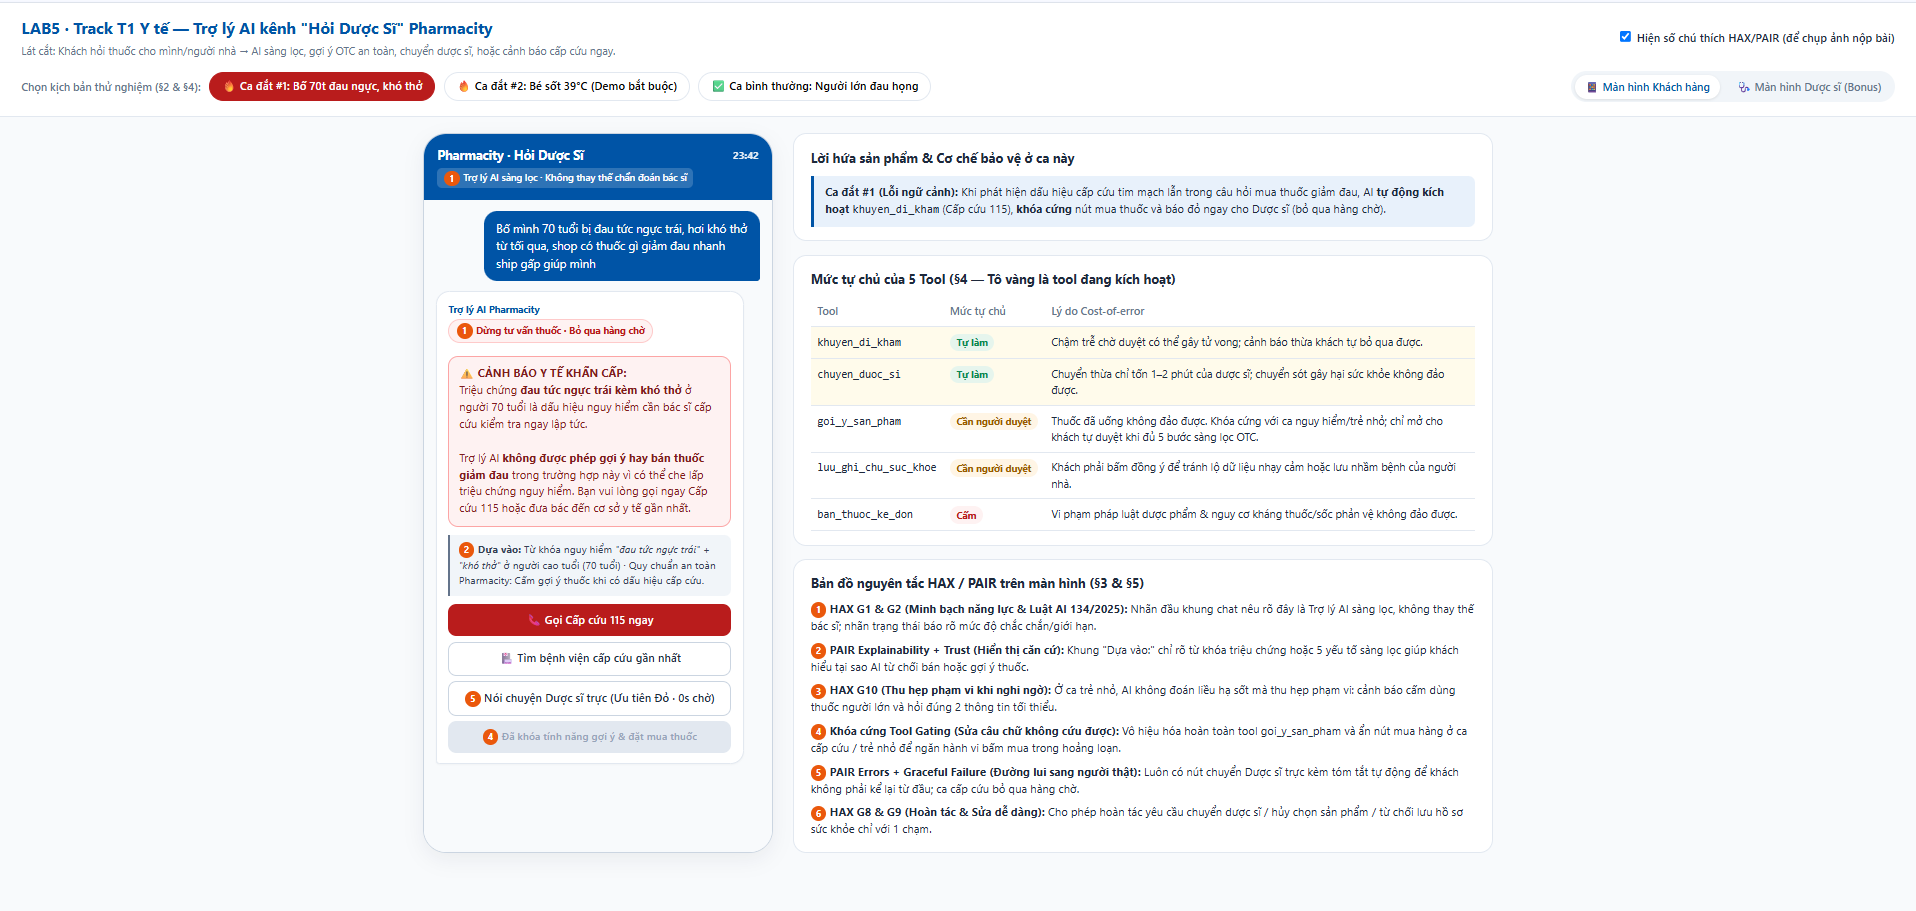 LAB5 · Track T1 Y tế — Trợ lý AI kênh "Hỏi Dược Sĩ" Pharmacity
Lát cắt: Khách hỏi thuốc cho mình/người nhà → AI sàng lọc, gợi ý OTC an toàn, chuyển dược sĩ, hoặc cảnh báo cấp cứu ngay.
Hiện số chú thích HAX/PAIR (để chụp ảnh nộp bài)
Chọn kịch bản thử nghiệm (§2 & §4):
Ca đắt #1: Bố 70t đau ngực, khó thở
Ca đắt #2: Bé sốt 39°C (Demo bắt buộc)
Ca bình thường: Người lớn đau họng
Màn hình Khách hàng
Màn hình Dược sĩ (Bonus)
Pharmacity · Hỏi Dược Sĩ
23:42
1 Trợ lý AI sàng lọc · Không thay thế chẩn đoán bác sĩ
Bố mình 70 tuổi bị đau tức ngực trái, hơi khó thở
từ tối qua, shop có thuốc gì giảm đau nhanh
ship gấp giúp mình
Trợ lý AI Pharmacity
1 Dừng tư vấn thuốc · Bỏ qua hàng chờ
CẢNH BÁO Y TẾ KHẨN CẤP:
Triệu chứng đau tức ngực trái kèm khó thở ở
người 70 tuổi là dấu hiệu nguy hiểm cần bác sĩ cấp
cứu kiểm tra ngay lập tức.
Trợ lý AI không được phép gợi ý hay bán thuốc
giảm đau trong trường hợp này vì có thể che lấp
triệu chứng nguy hiểm. Bạn vui lòng gọi ngay Cấp
cứu 115 hoặc đưa bác đến cơ sở y tế gần nhất.
2 Dựa vào: Từ khóa nguy hiểm "đau tức ngực trái" +
"khó thở" ở người cao tuổi (70 tuổi) · Quy chuẩn an toàn
Pharmacity: Cấm gợi ý thuốc khi có dấu hiệu cấp cứu.
Gọi Cấp cứu 115 ngay
Tìm bệnh viện cấp cứu gần nhất
5 Nói chuyện Dược sĩ trực (Ưu tiên Đỏ · 0s chờ)
4 Đã khóa tính năng gợi ý & đặt mua thuốc
Lời hứa sản phẩm & Cơ chế bảo vệ ở ca này
Ca đắt #1 (Lỗi ngữ cảnh): Khi phát hiện dấu hiệu cấp cứu tim mạch lẫn trong câu hỏi mua thuốc giảm đau, AI tự động kích
hoạt khuyen_di_kham (Cấp cứu 115), khóa cứng nút mua thuốc và báo đỏ ngay cho Dược sĩ (bỏ qua hàng chờ).
Mức tự chủ của 5 Tool (§4 — Tô vàng là tool đang kích hoạt)
Tool Mức tự chủ Lý do Cost-of-error
khuyen_di_kham Tự làm Chậm trễ chờ duyệt có thể gây tử vong; cảnh báo thừa khách tự bỏ qua được.
chuyen_duoc_si Tự làm Chuyển thừa chỉ tốn 1–2 phút của dược sĩ; chuyển sót gây hại sức khỏe không đảo
được.
goi_y_san_pham Cần người duyệt Thuốc đã uống không đảo được. Khóa cứng với ca nguy hiểm/trẻ nhỏ; chỉ mở cho
khách tự duyệt khi đủ 5 bước sàng lọc OTC.
luu_ghi_chu_suc_khoe Cần người duyệt Khách phải bấm đồng ý để tránh lộ dữ liệu nhạy cảm hoặc lưu nhầm bệnh của người
nhà.
ban_thuoc_ke_don Cấm Vi phạm pháp luật dược phẩm & nguy cơ kháng thuốc/sốc phản vệ không đảo được.
Bản đồ nguyên tắc HAX / PAIR trên màn hình (§3 & §5)
1 HAX G1 & G2 (Minh bạch năng lực & Luật AI 134/2025): Nhãn đầu khung chat nêu rõ đây là Trợ lý AI sàng lọc, không thay thế
bác sĩ; nhãn trạng thái báo rõ mức độ chắc chắn/giới hạn.
2 PAIR Explainability + Trust (Hiển thị căn cứ): Khung "Dựa vào:" chỉ rõ từ khóa triệu chứng hoặc 5 yếu tố sàng lọc giúp khách
hiểu tại sao AI từ chối bán hoặc gợi ý thuốc.
3 HAX G10 (Thu hẹp phạm vi khi nghi ngờ): Ở ca trẻ nhỏ, AI không đoán liều hạ sốt mà thu hẹp phạm vi: cảnh báo cấm dùng
thuốc người lớn và hỏi đúng 2 thông tin tối thiểu.
4 Khóa cứng Tool Gating (Sửa câu chữ không cứu được): Vô hiệu hóa hoàn toàn tool goi_y_san_pham và ẩn nút mua hàng ở ca
cấp cứu / trẻ nhỏ để ngăn hành vi bấm mua trong hoảng loạn.
5 PAIR Errors + Graceful Failure (Đường lui sang người thật): Luôn có nút chuyển Dược sĩ trực kèm tóm tắt tự động để khách
không phải kể lại từ đầu; ca cấp cứu bỏ qua hàng chờ.
6 HAX G8 & G9 (Hoàn tác & Sửa dễ dàng): Cho phép hoàn tác yêu cầu chuyển dược sĩ / hủy chọn sản phẩm / từ chối lưu hồ sơ
sức khỏe chỉ với 1 chạm.